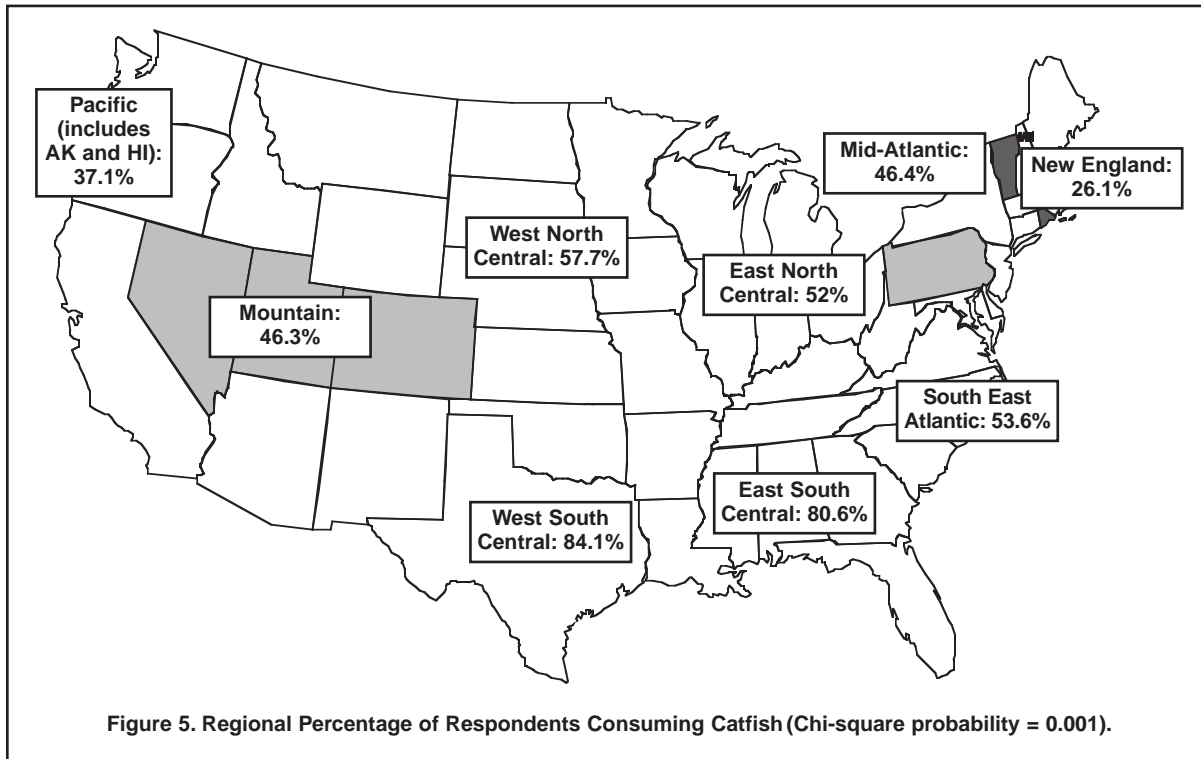 Pacific
(includes
AK and HI):
37.1%
Mid-Atlantic:
46.4%
New England:
26.1%
West North
Central: 57.7%
East North
Central: 52%
Mountain:
46.3%
South East
Atlantic: 53.6%
East South
Central: 80.6%
West South
Central: 84.1%
Figure 5. Regional Percentage of Respondents Consuming Catfish (Chi-square probability = 0.001).